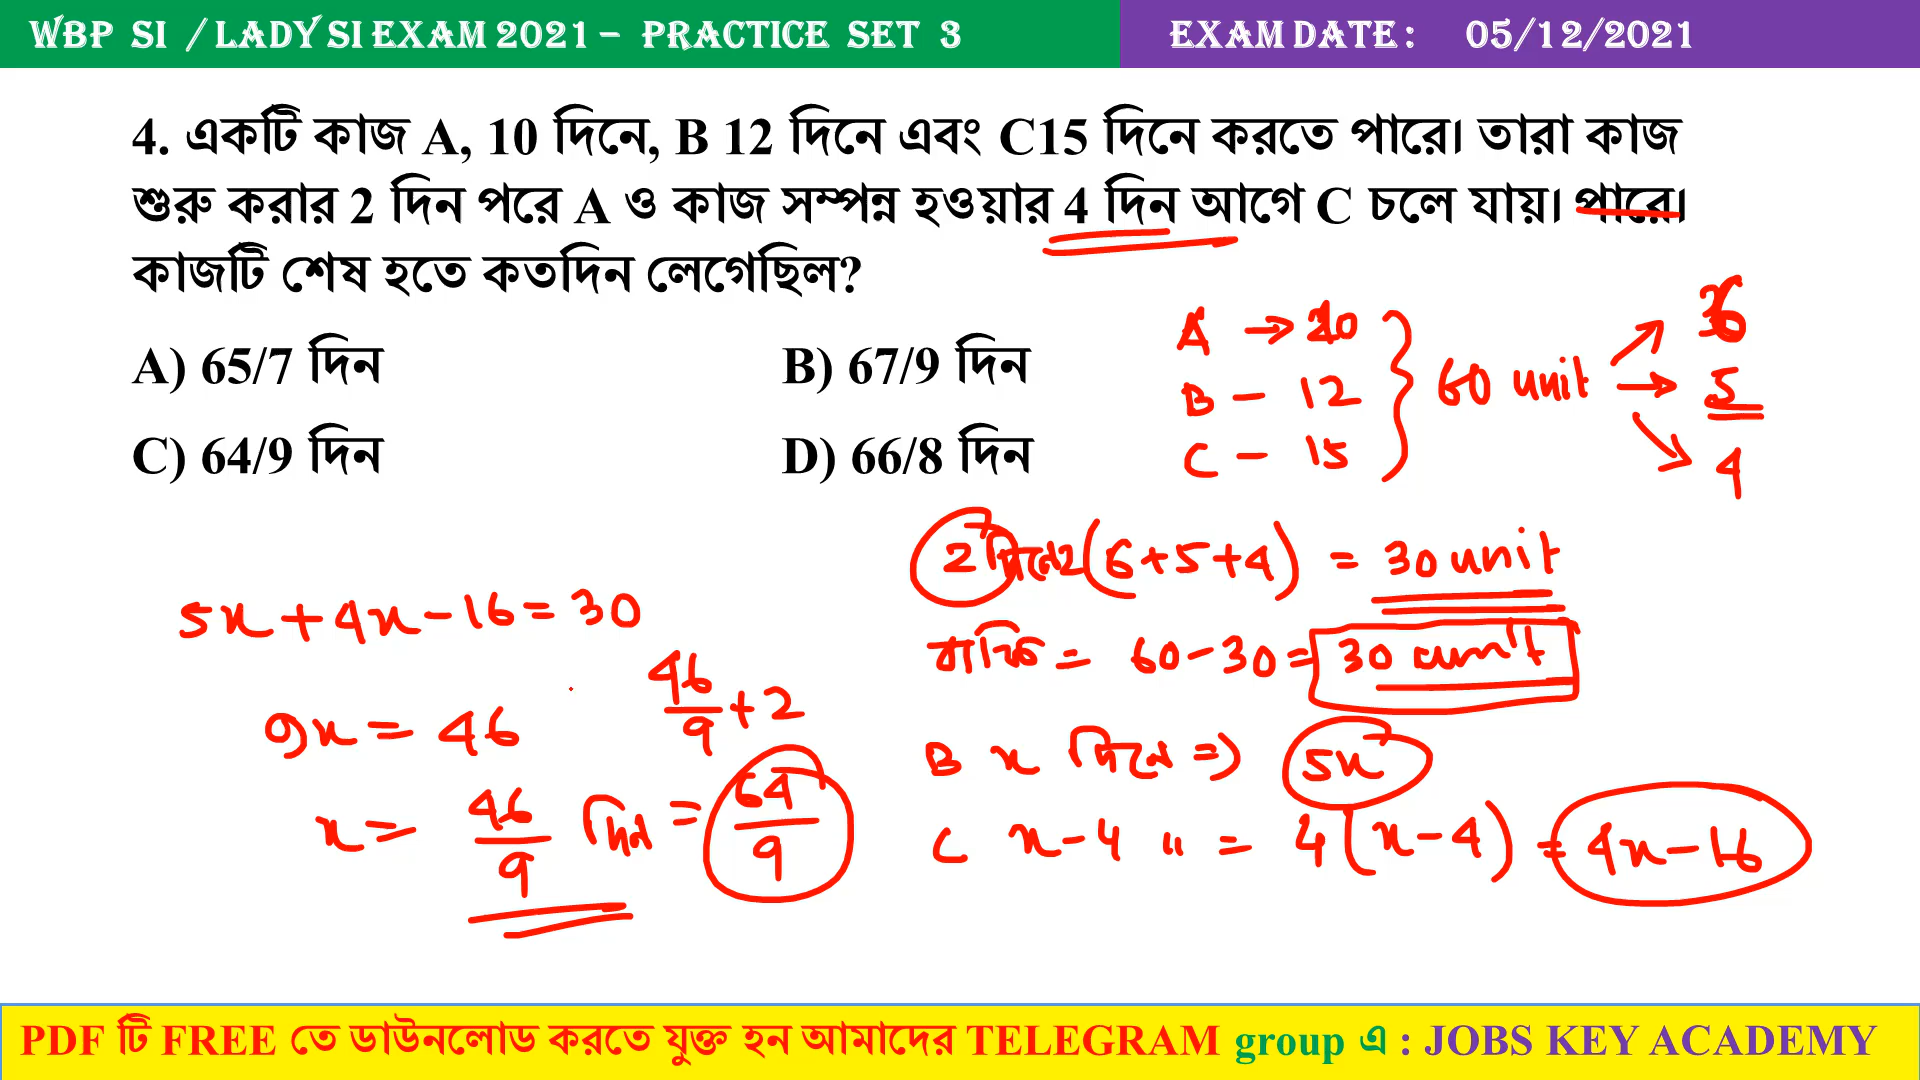 WBP SI / LADY SI EXAM 2021 – PRACTICE SET 3
EXAM DATE : 05/12/2021
4. একটি কাজ A, 10 দিনে, B 12 দিনে এবং C15 দিনে করতে পারে। তারা কাজ
শুরু করার 2 দিন পরে A ও কাজ সম্পন্ন হওয়ার 4 দিন আগে C চলে যায়। পারে।
কাজটি শেষ হতে কতদিন লেগেছিল?
A) 65/7 দিন
B) 67/9 দিন
C) 64/9 দিন
D) 66/8 দিন
A → 10
B – 12
C – 15
60 unit
6
5
4
2 দিনে 2(6+5+4) = 30 unit
বাকি = 60-30 = 30 unit
B x দিনে ⇒ 5x
C x-4 " = 4(x-4) = 4x-16
5x+4x-16=30
9x = 46
46/9 + 2
x = 46/9 দিন = 64/9
PDF টি FREE তে ডাউনলোড করতে যুক্ত হন আমাদের TELEGRAM group এ : JOBS KEY ACADEMY